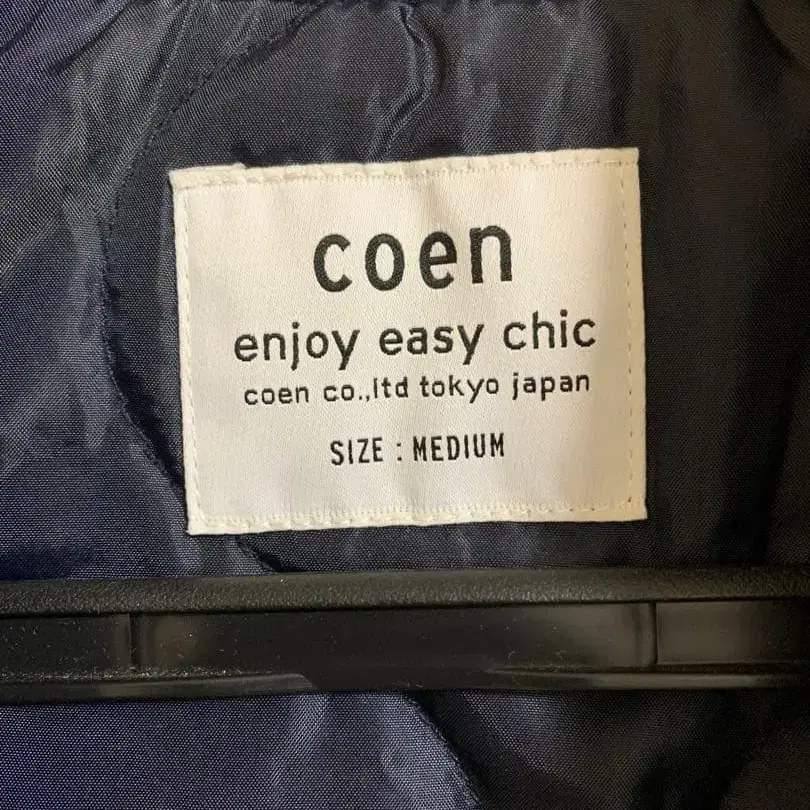 coen
enjoy easy chic
coen co.,ltd tokyo japan
SIZE : MEDIUM